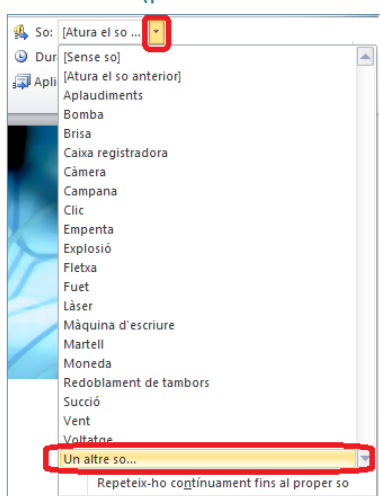 So: [Atura el so ...
Dur
Apli
[Sense so]
[Atura el so anterior]
Aplaudiments
Bomba
Brisa
Caixa registradora
Càmera
Campana
Clic
Empenta
Explosió
Fletxa
Fuet
Làser
Màquina d'escriure
Martell
Moneda
Redoblament de tambors
Succió
Vent
Voltatge
Un altre so...
Repeteix-ho contínuament fins al proper so